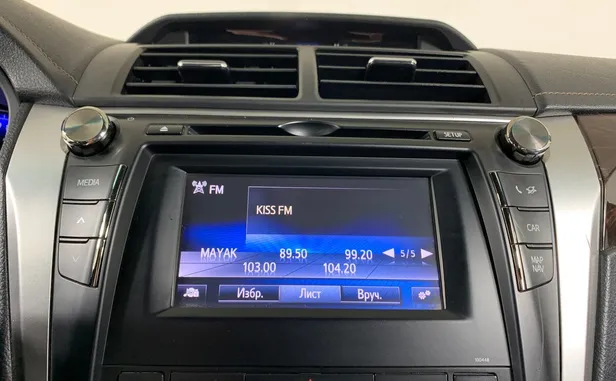 SETUP
MEDIA
FM
KISS FM
CAR
MAYAK 89.50 99.20 5/5
MAP
NAV
103.00 104.20
Избр. Лист Вруч.